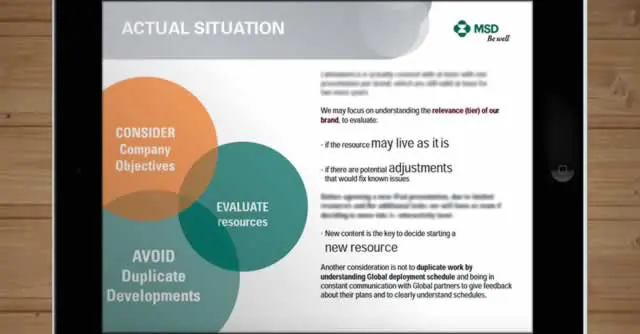 ACTUAL SITUATION
MSD
Be well
CONSIDER
Company
Objectives
EVALUATE
resources
AVOID
Duplicate
Developments
We may focus on understanding the relevance (tier) of our
brand, to evaluate:
- if the resource may live as it is
- if there are potential adjustments
that would fix known issues
- New content is the key to decide starting a
new resource
Another consideration is not to duplicate work by
understanding Global deployment schedule and being in
constant communication with Global partners to give feedback
about their plans and to clearly understand schedules.